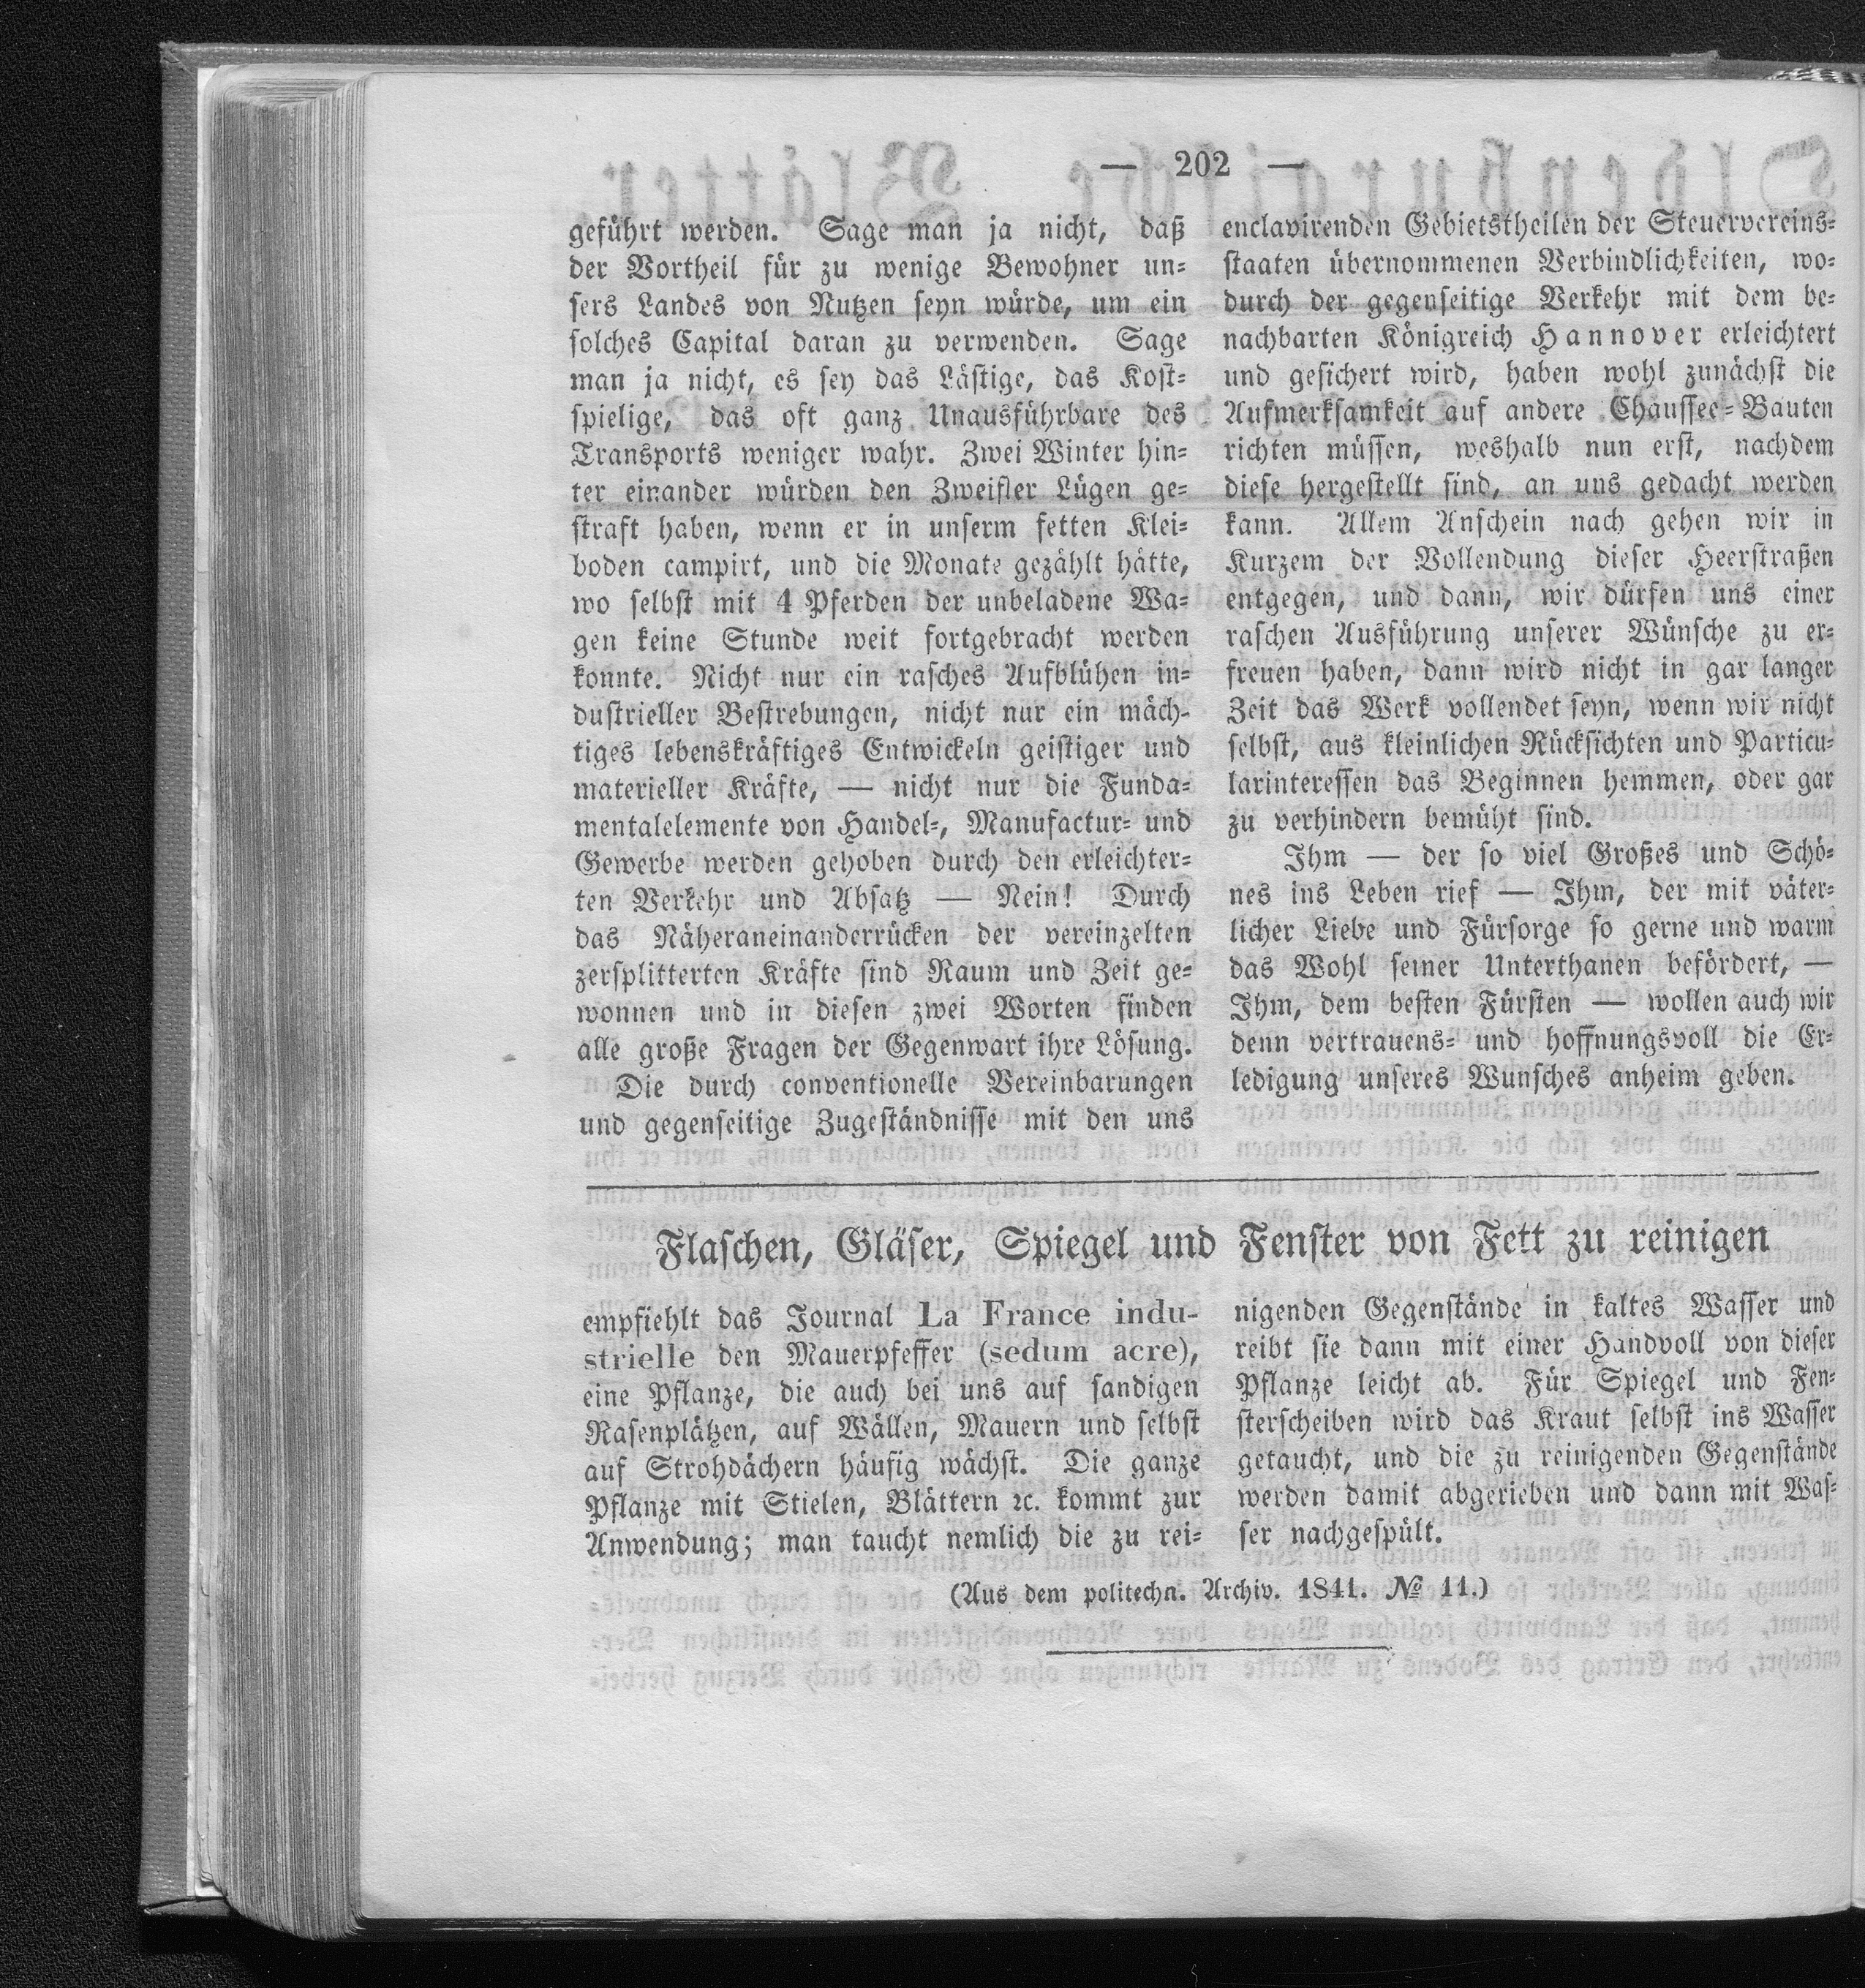 — 202 —
geführt werden. Sage man ja nicht, daß
der Vortheil für zu wenige Bewohner un-
sers Landes von Nutzen seyn würde, um ein
solches Capital daran zu verwenden. Sage
man ja nicht, es sey das Lästige, das Kost-
spielige, das oft ganz Unausführbare des
Transports weniger wahr. Zwei Winter hin-
ter einander würden den Zweifler Lügen ge-
straft haben, wenn er in unserm fetten Klei-
boden campirt, und die Monate gezählt hätte,
wo selbst mit 4 Pferden der unbeladene Wa-
gen keine Stunde weit fortgebracht werden
konnte. Nicht nur ein rasches Aufblühen in-
dustrieller Bestrebungen, nicht nur ein mäch-
tiges lebenskräftiges Entwickeln geistiger und
materieller Kräfte, — nicht nur die Funda-
mentalelemente von Handel-, Manufactur- und
Gewerbe werden gehoben durch den erleichter-
ten Verkehr und Absatz — Nein! Durch
das Näheraneinanderrücken der vereinzelten
zersplitterten Kräfte sind Raum und Zeit ge-
wonnen und in diesen zwei Worten finden
alle große Fragen der Gegenwart ihre Lösung.
Die durch conventionelle Vereinbarungen
und gegenseitige Zugeständnisse mit den uns
enclavirenden Gebietstheilen der Steuervereins-
staaten übernommenen Verbindlichkeiten, wo-
durch der gegenseitige Verkehr mit dem be-
nachbarten Königreich Hannover erleichtert
und gesichert wird, haben wohl zunächst die
Aufmerksamkeit auf andere Chaussee-Bauten
richten müssen, weshalb nun erst, nachdem
diese hergestellt sind, an uns gedacht werden
kann. Allem Anschein nach gehen wir in
Kurzem der Vollendung dieser Heerstraßen
entgegen, und dann, wir dürfen uns einer
raschen Ausführung unserer Wünsche zu er-
freuen haben, dann wird nicht in gar langer
Zeit das Werk vollendet seyn, wenn wir nicht
selbst, aus kleinlichen Rücksichten und Particu-
larinteressen das Beginnen hemmen, oder gar
zu verhindern bemüht sind.
Ihm — der so viel Großes und Schö-
nes ins Leben rief — Ihm, der mit väter-
licher Liebe und Fürsorge so gerne und warm
das Wohl seiner Unterthanen befördert, —
Ihm, dem besten Fürsten — wollen auch wir
denn vertrauens- und hoffnungsvoll die Er-
ledigung unseres Wunsches anheim geben.
Flaschen, Gläser, Spiegel und Fenster von Fett zu reinigen
empfiehlt das Journal La France indu-
strielle den Mauerpfeffer (sedum acre),
eine Pflanze, die auch bei uns auf sandigen
Rasenplätzen, auf Wällen, Mauern und selbst
auf Strohdächern häufig wächst. Die ganze
Pflanze mit Stielen, Blättern ꝛc. kommt zur
Anwendung; man taucht nemlich die zu rei-
nigenden Gegenstände in kaltes Wasser und
reibt sie dann mit einer Handvoll von dieser
Pflanze leicht ab. Für Spiegel und Fen-
sterscheiben wird das Kraut selbst ins Wasser
getaucht, und die zu reinigenden Gegenstände
werden damit abgerieben und dann mit Was-
ser nachgespült.
(Aus dem politechn. Archiv. 1841. № 11.)